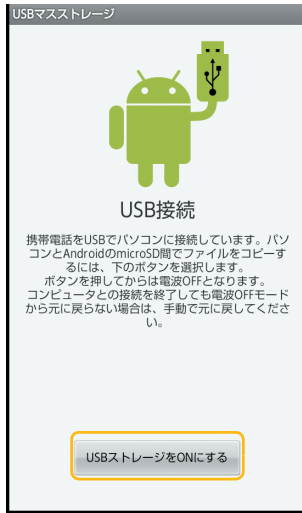 USBマスストレージ
USB接続
携帯電話をUSBでパソコンに接続しています。パソ
コンとAndroidのmicroSD間でファイルをコピーす
るには、下のボタンを選択します。
ボタンを押してからは電波OFFとなります。
コンピュータとの接続を終了しても電波OFFモード
から元に戻らない場合は、手動で元に戻してくださ
い。
USBストレージをONにする